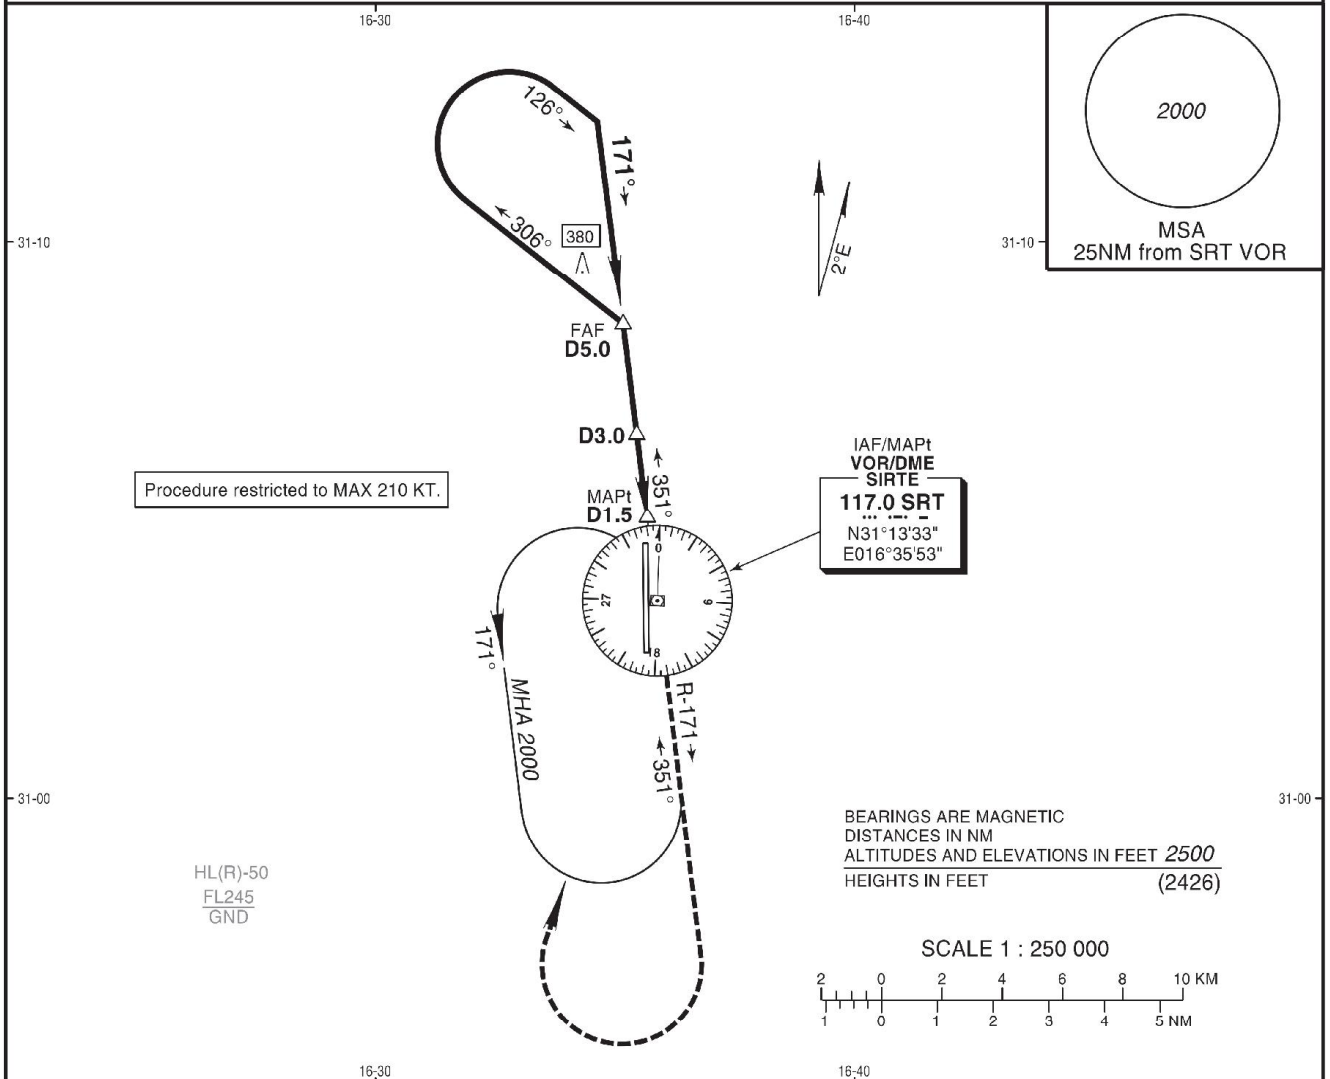 16-30
16-40
2000
MSA
25NM from SRT VOR
126°
171°
306°
380
31-10
31-10
2°E
FAF
D5.0
D3.0
351°
MAPt
D1.5
Procedure restricted to MAX 210 KT.
IAF/MAPt
VOR/DME
SIRTE
117.0 SRT
N31°13'33"
E016°35'53"
0
27
9
18
171°
MHA 2000
R-171
351°
31-00
31-00
BEARINGS ARE MAGNETIC
DISTANCES IN NM
ALTITUDES AND ELEVATIONS IN FEET 2500
HEIGHTS IN FEET (2426)
HL(R)-50
FL245
GND
SCALE 1 : 250 000
2 0 2 4 6 8 10 KM
1 0 1 2 3 4 5 NM
16-30
16-40